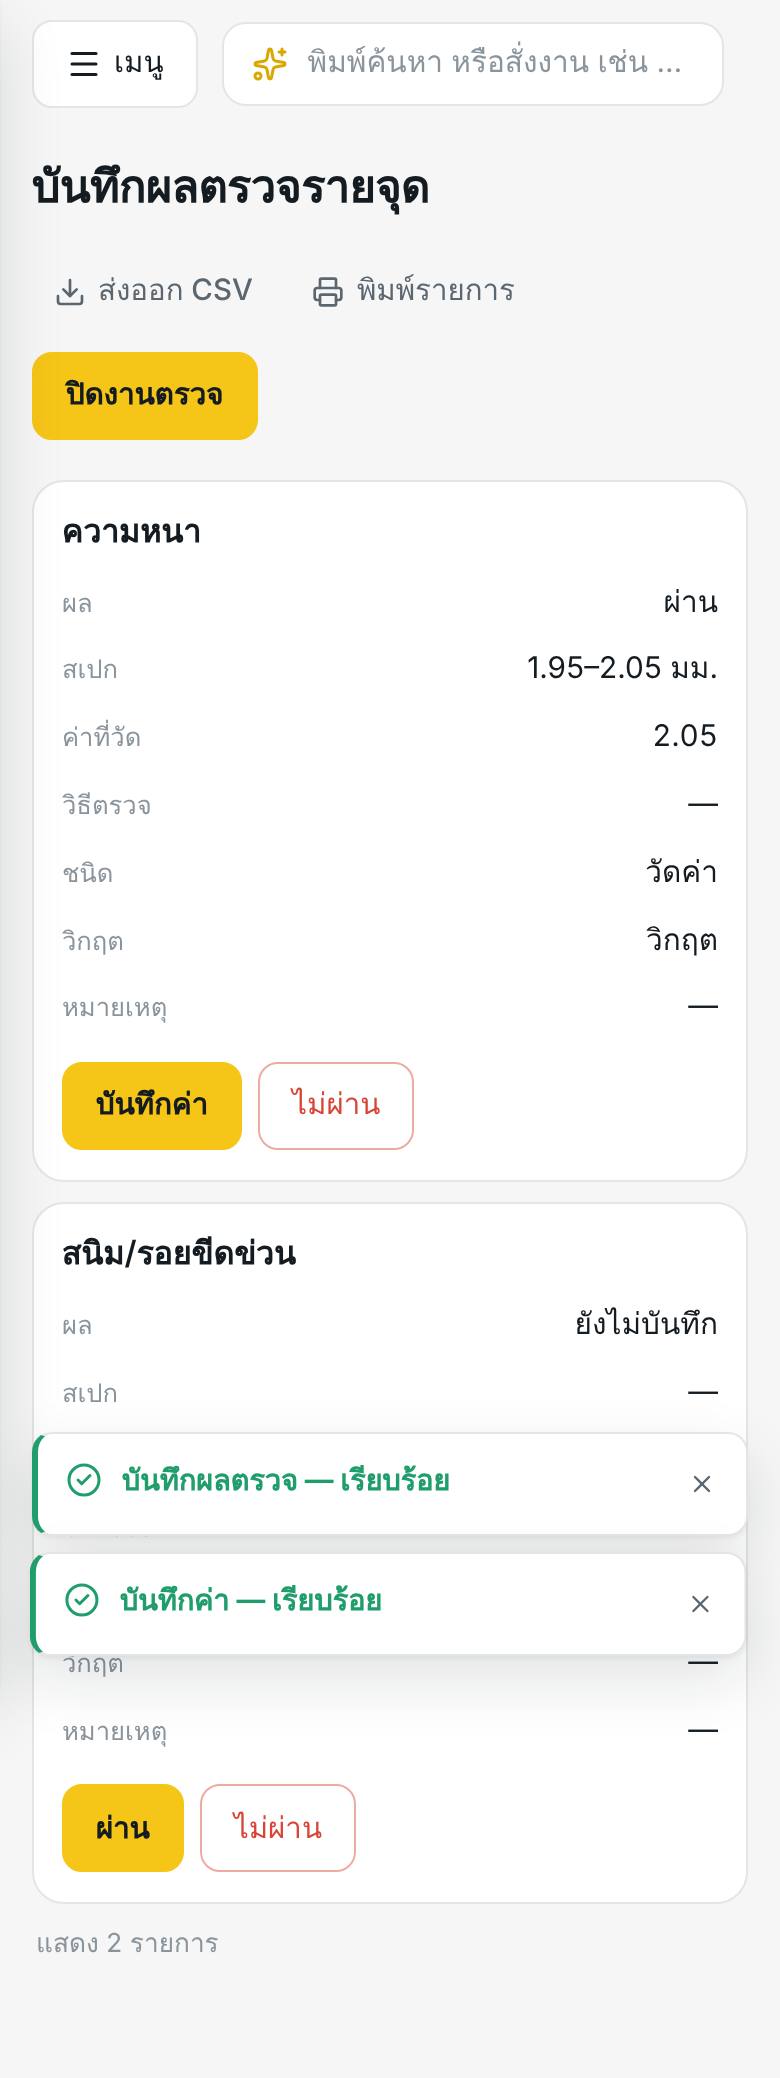 เมนู
พิมพ์ค้นหา หรือสั่งงาน เช่น ...
บันทึกผลตรวจรายจุด
ส่งออก CSV
พิมพ์รายการ
ปิดงานตรวจ
ความหนา
ผล ผ่าน
สเปก 1.95–2.05 มม.
ค่าที่วัด 2.05
วิธีตรวจ —
ชนิด วัดค่า
วิกฤต วิกฤต
หมายเหตุ —
บันทึกค่า ไม่ผ่าน
สนิม/รอยขีดข่วน
ผล ยังไม่บันทึก
สเปก —
บันทึกผลตรวจ — เรียบร้อย
บันทึกค่า — เรียบร้อย
วิกฤต —
หมายเหตุ —
ผ่าน ไม่ผ่าน
แสดง 2 รายการ